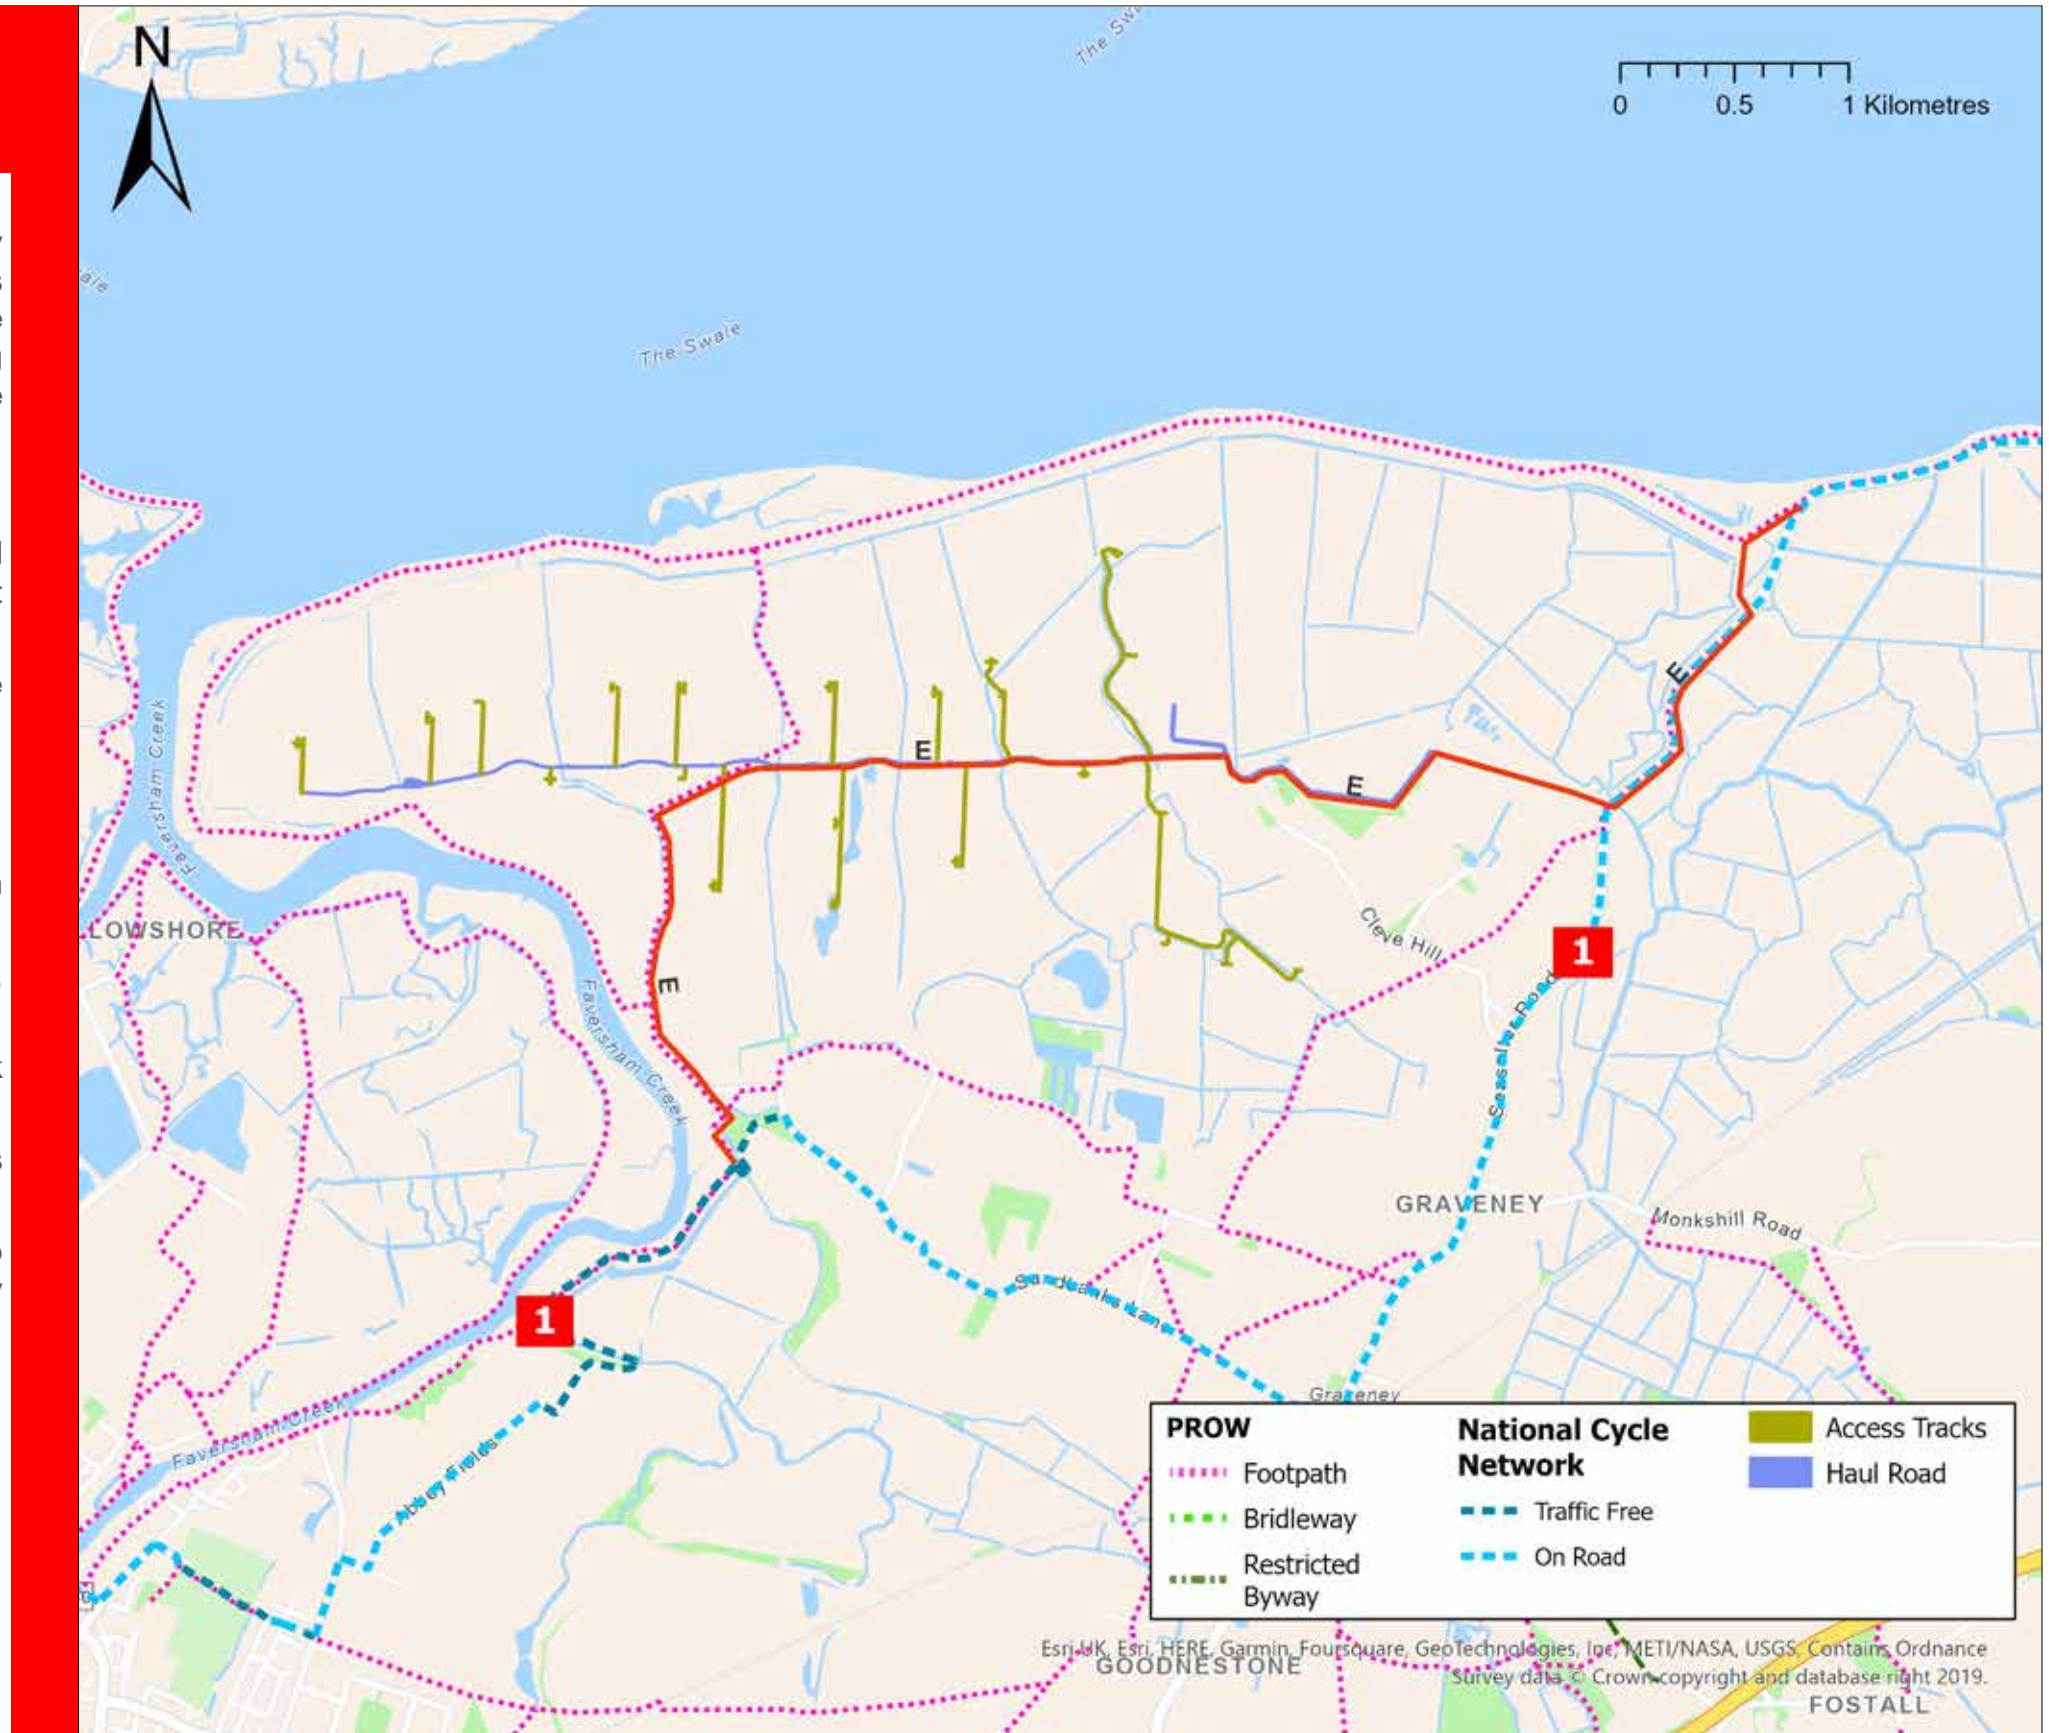 N
The Swale
0 0.5 1 Kilometres
The Swale
Faversham Creek
Faversham Creek
E
E
E
E
Cleve Hill
1
Seasalter Road
GRAVENEY
Monkshill Road
Sandbanks Lane
1
Faversham Creek
Abbey Fields
Graveney
PROW
Footpath
Bridleway
Restricted
Byway
National Cycle
Network
Traffic Free
On Road
Access Tracks
Haul Road
Esri UK, Esri, HERE, Garmin, Foursquare, GeoTechnologies, Inc, METI/NASA, USGS, Contains Ordnance
Survey data © Crown copyright and database right 2019.
GOODNESTONE
FOSTALL
LOWSHORE